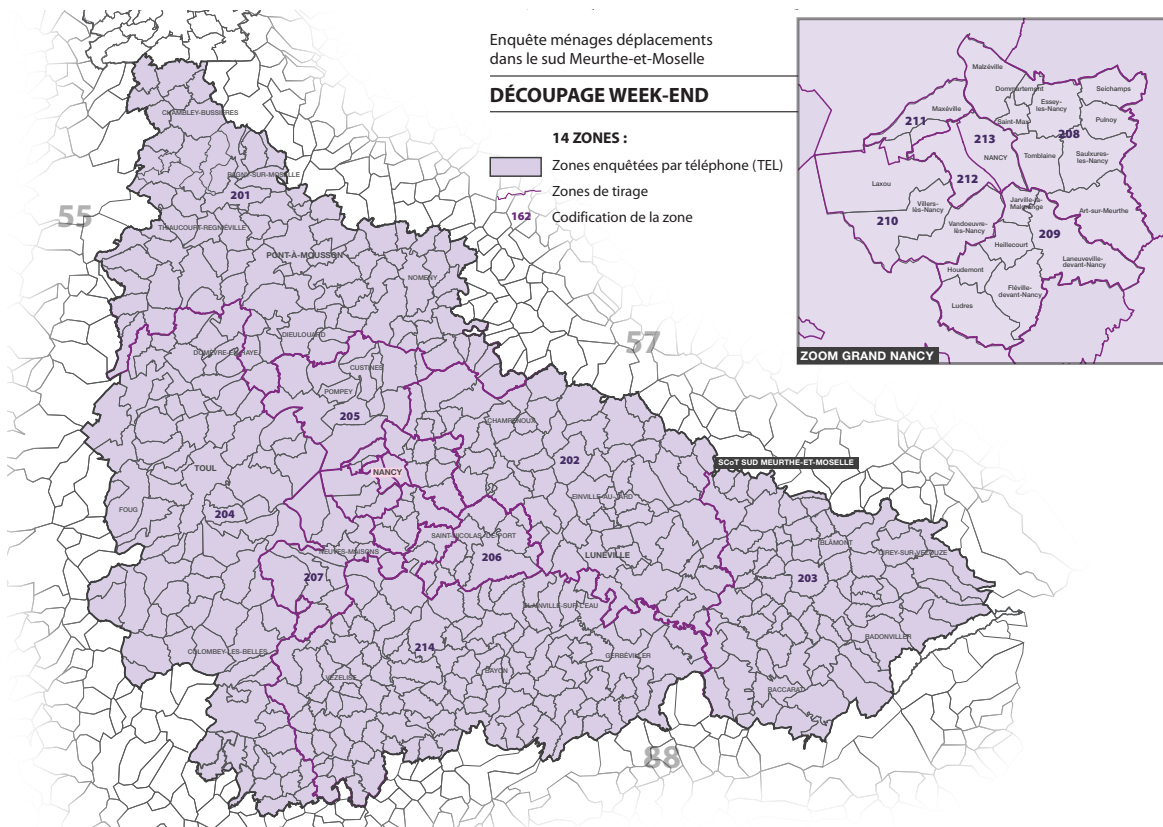 Enquête ménages déplacements
dans le sud Meurthe-et-Moselle
DÉCOUPAGE WEEK-END
14 ZONES :
Zones enquêtées par téléphone (TEL)
Zones de tirage
162 Codification de la zone
55
57
88
CHAMBLEY-BUSSIÈRES
PAGNY-SUR-MOSELLE
201
THIAUCOURT-REGNIÉVILLE
PONT-À-MOUSSON
NOMENY
DIEULOUARD
DOMÈVRE-EN-HAYE
CUSTINES
POMPEY
205
CHAMPENOUX
202
SCoT SUD MEURTHE-ET-MOSELLE
TOUL
NANCY
EINVILLE-AU-JARD
FOUG
204
SAINT-NICOLAS-DE-PORT
206
LUNÉVILLE
BLÂMONT
CIREY-SUR-VEZOUZE
NEUVES-MAISONS
207
203
BLAINVILLE-SUR-L'EAU
BADONVILLER
COLOMBEY-LES-BELLES
214
GERBÉVILLER
VÉZELISE
BAYON
BACCARAT
Malzéville
Dommartement
Seichamps
Essey-
les-Nancy
Maxéville
211
Saint-Max
Pulnoy
208
213
NANCY
Tomblaine
Saulxures-
les-Nancy
Laxou
212
Villers-
lès-Nancy
Jarville-la-
Malgrange
Art-sur-Meurthe
210
Vandoeuvre-
lès-Nancy
209
Heillecourt
Laneuveville-
devant-Nancy
Houdemont
Fléville-
devant-Nancy
Ludres
ZOOM GRAND NANCY